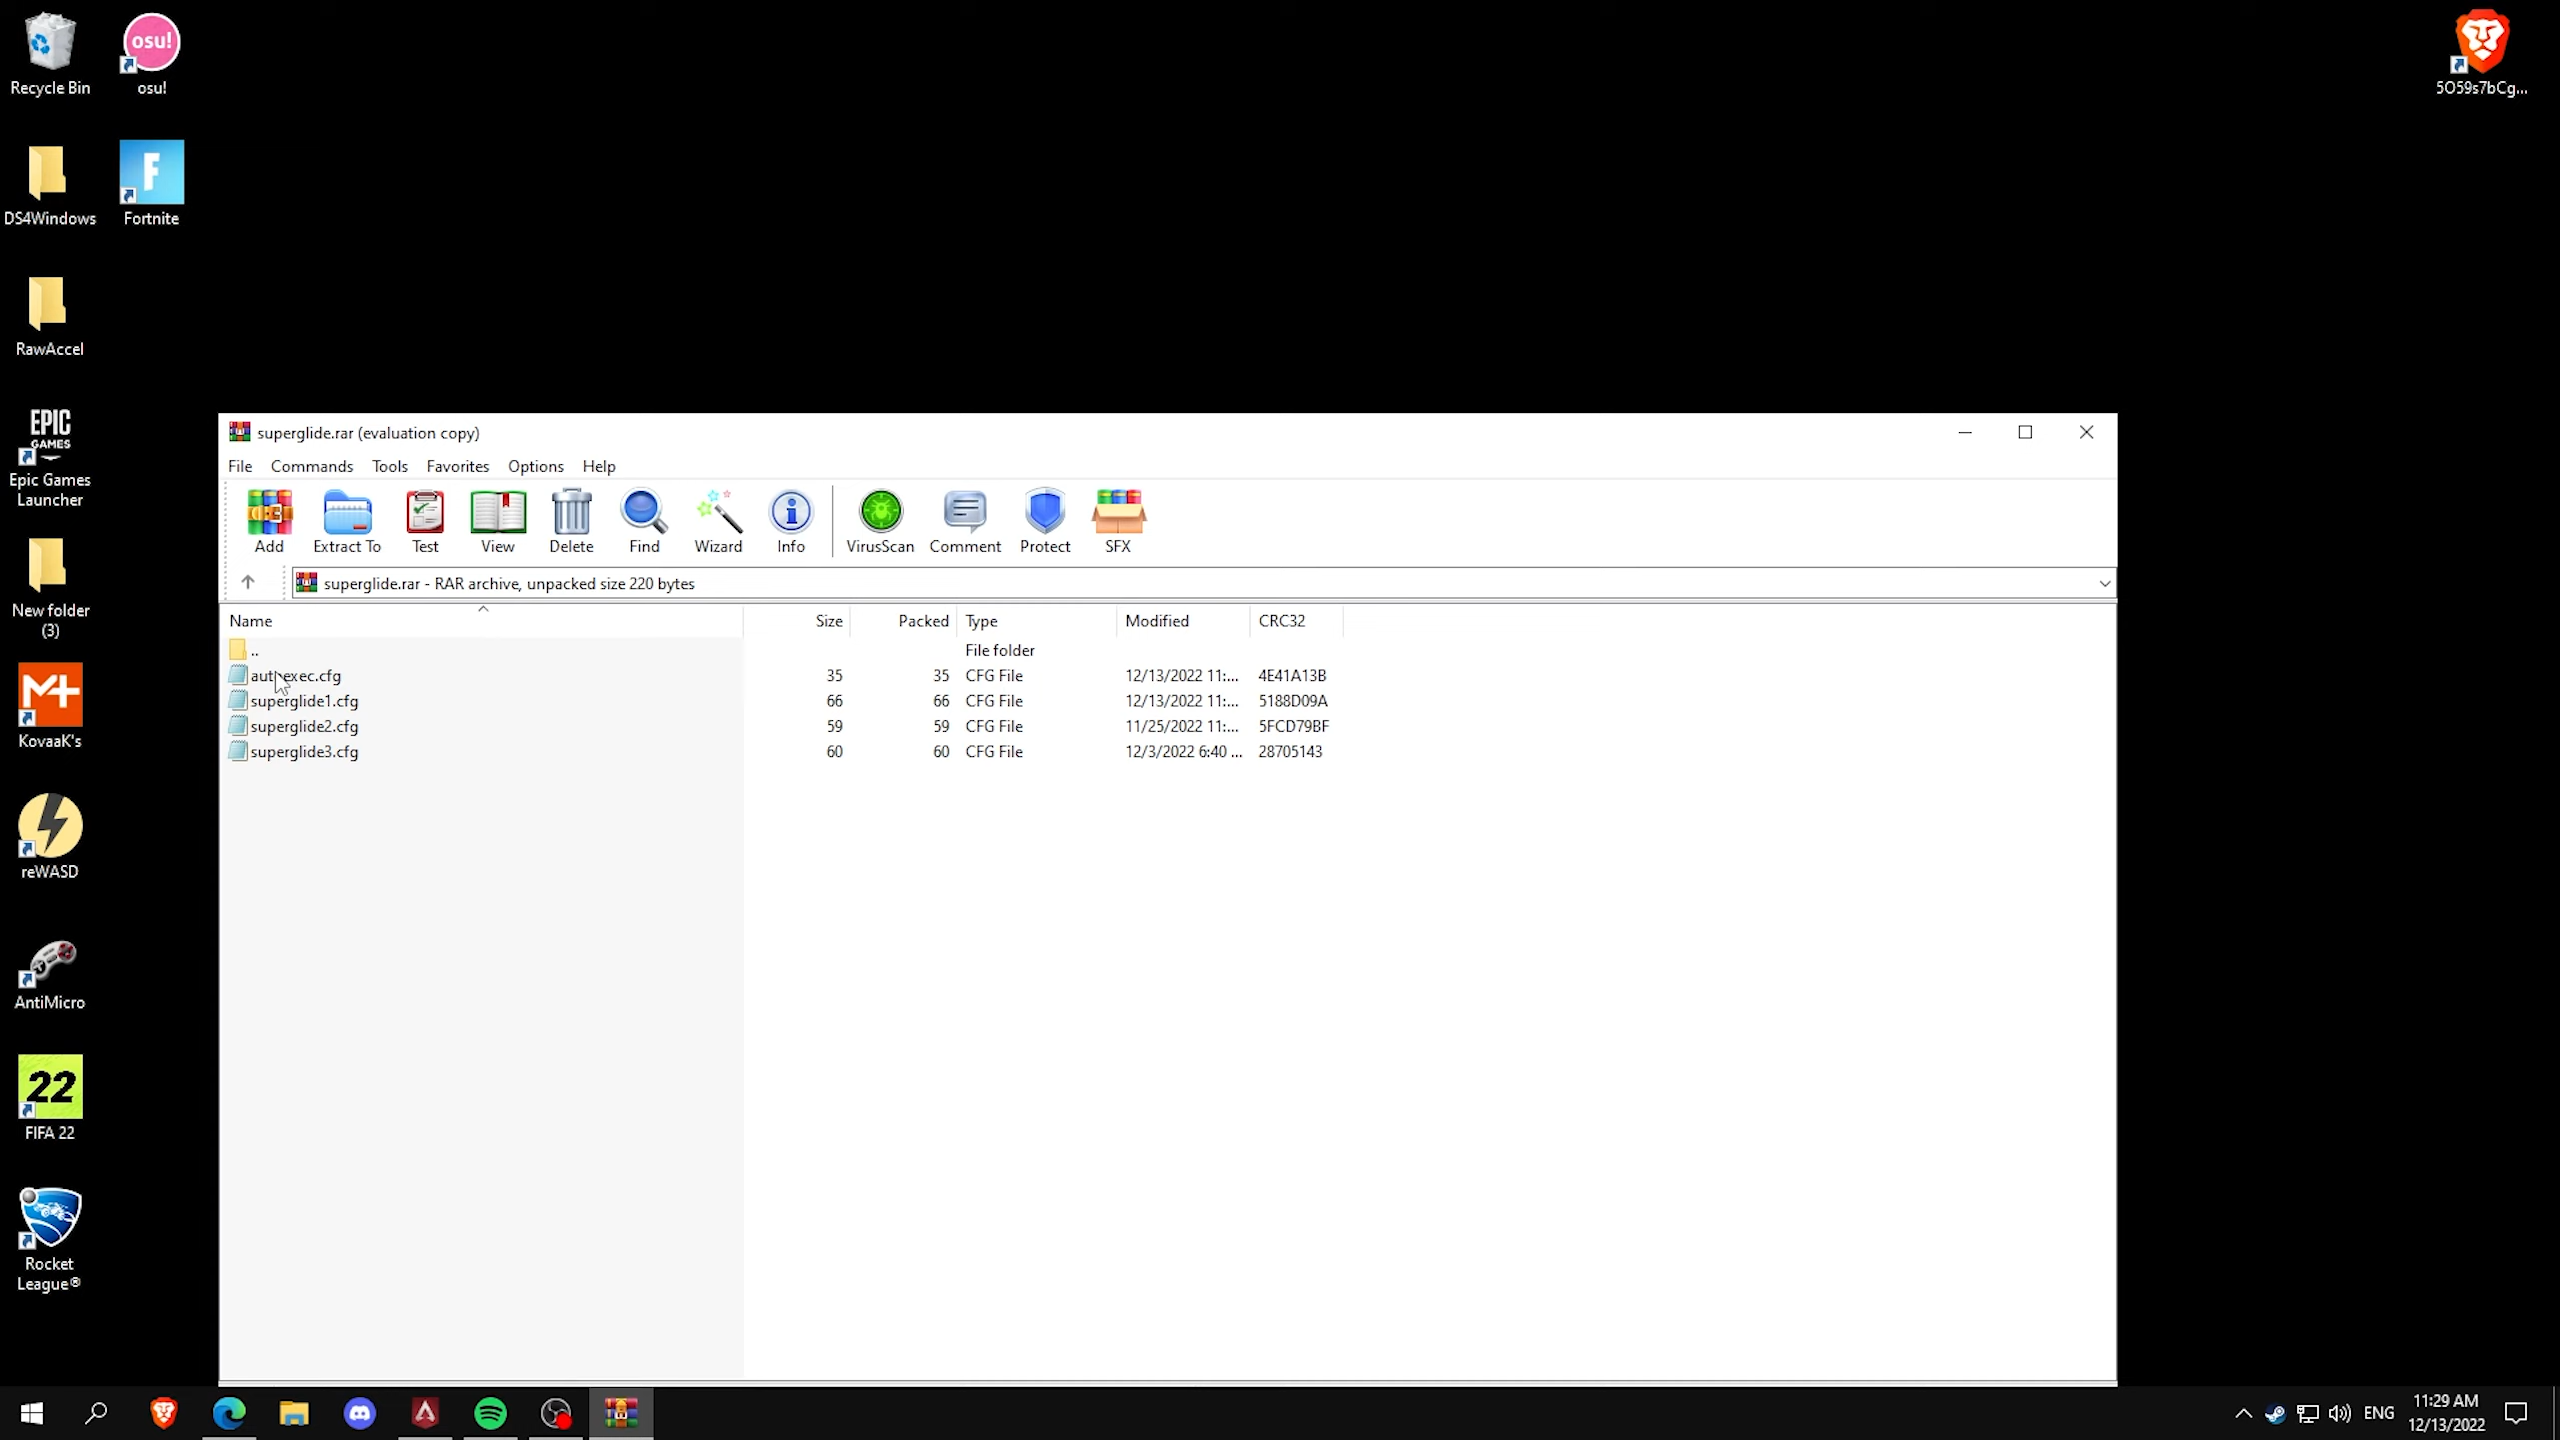 Recycle Bin
osu!
osu!
5O59s7bCg...
DS4Windows
F
Fortnite
RawAccel
EPIC
GAMES
Epic Games
Launcher
New folder
(3)
KovaaK's
reWASD
AntiMicro
22
FIFA 22
Rocket
League®
superglide.rar (evaluation copy)
File Commands Tools Favorites Options Help
Add Extract To Test View Delete Find Wizard Info VirusScan Comment Protect SFX
superglide.rar - RAR archive, unpacked size 220 bytes
Name Size Packed Type Modified CRC32
.. File folder
autoexec.cfg 35 35 CFG File 12/13/2022 11:... 4E41A13B
superglide1.cfg 66 66 CFG File 12/13/2022 11:... 5188D09A
superglide2.cfg 59 59 CFG File 11/25/2022 11:... 5FCD79BF
superglide3.cfg 60 60 CFG File 12/3/2022 6:40 ... 28705143
ENG
11:29 AM
12/13/2022